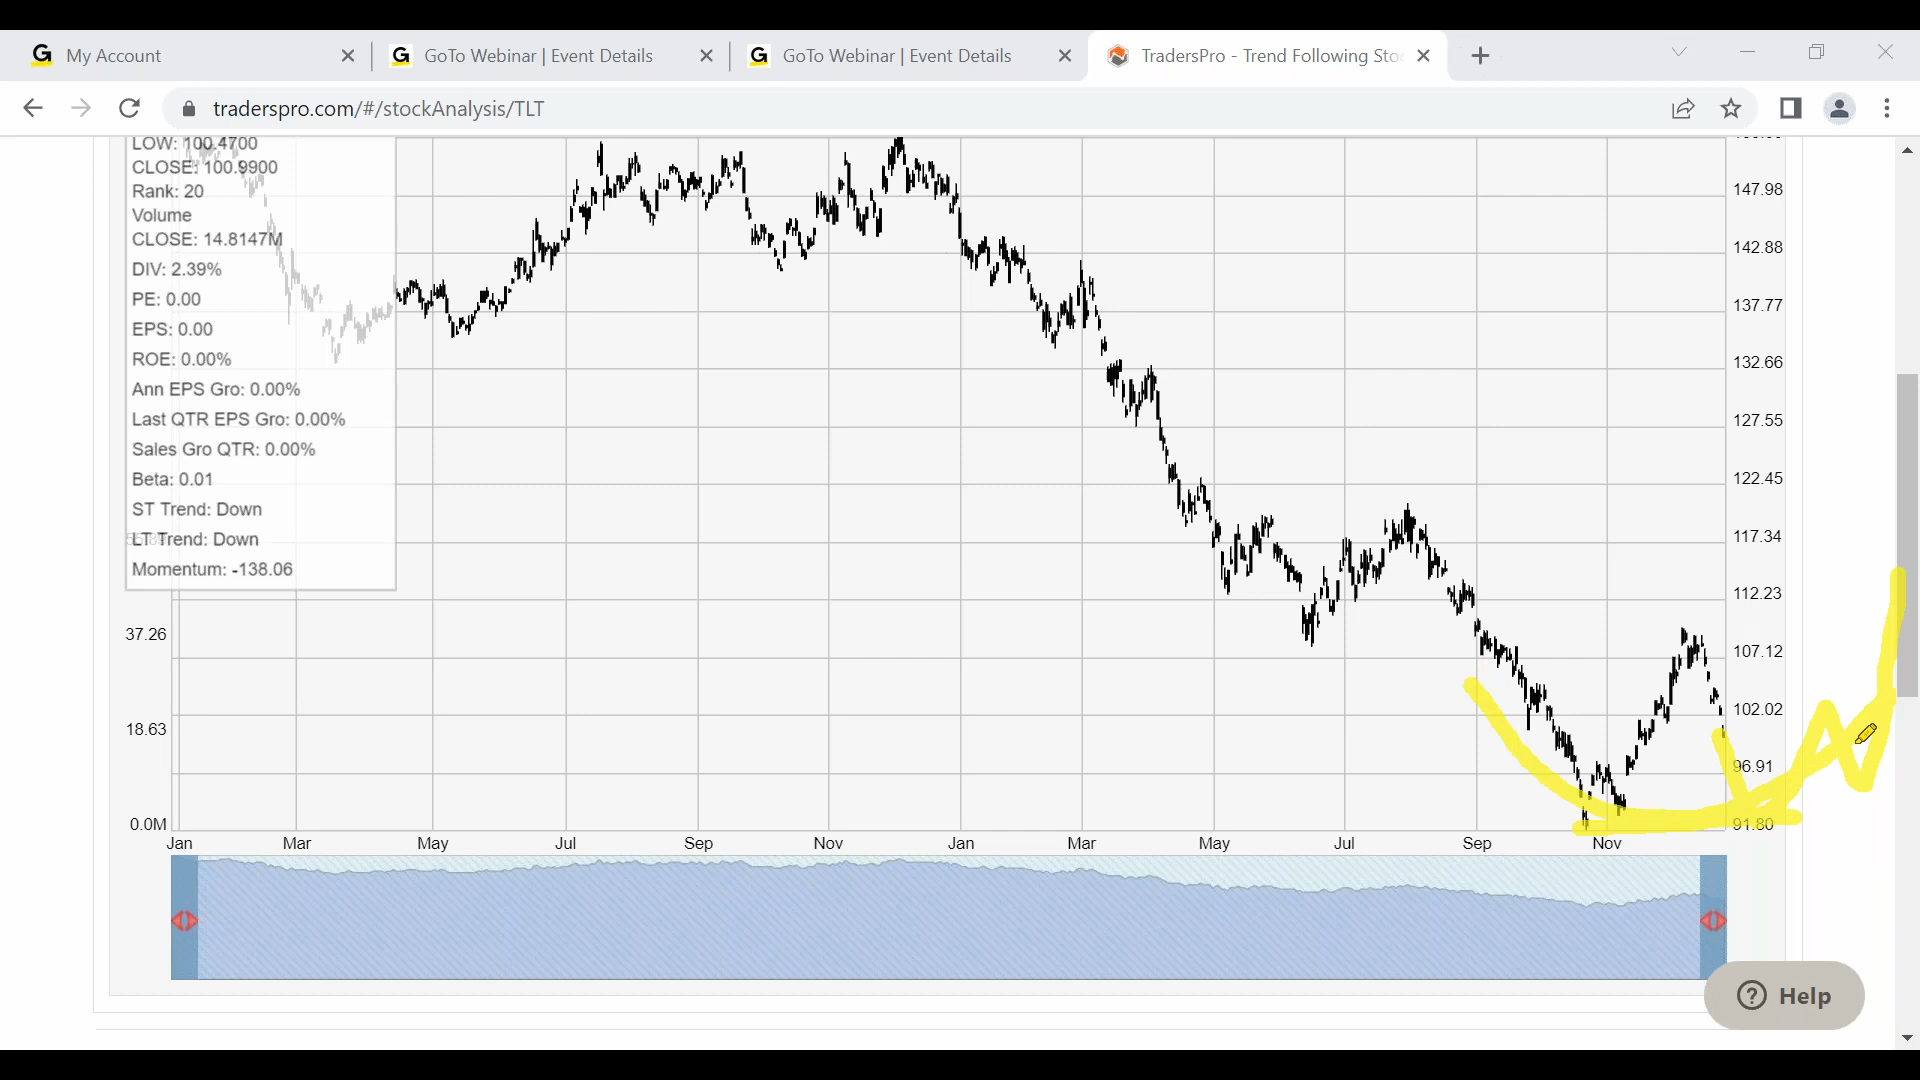 G My Account
G GoTo Webinar | Event Details
G GoTo Webinar | Event Details
TradersPro - Trend Following Sto
traderspro.com/#/stockAnalysis/TLT
LOW: 100.4700
CLOSE: 100.9900
Rank: 20
Volume
CLOSE: 14.8147M
DIV: 2.39%
PE: 0.00
EPS: 0.00
ROE: 0.00%
Ann EPS Gro: 0.00%
Last QTR EPS Gro: 0.00%
Sales Gro QTR: 0.00%
Beta: 0.01
ST Trend: Down
LT Trend: Down
Momentum: -138.06
37.26
18.63
0.0M
147.98
142.88
137.77
132.66
127.55
122.45
117.34
112.23
107.12
102.02
96.91
91.80
Jan Mar May Jul Sep Nov Jan Mar May Jul Sep Nov
? Help